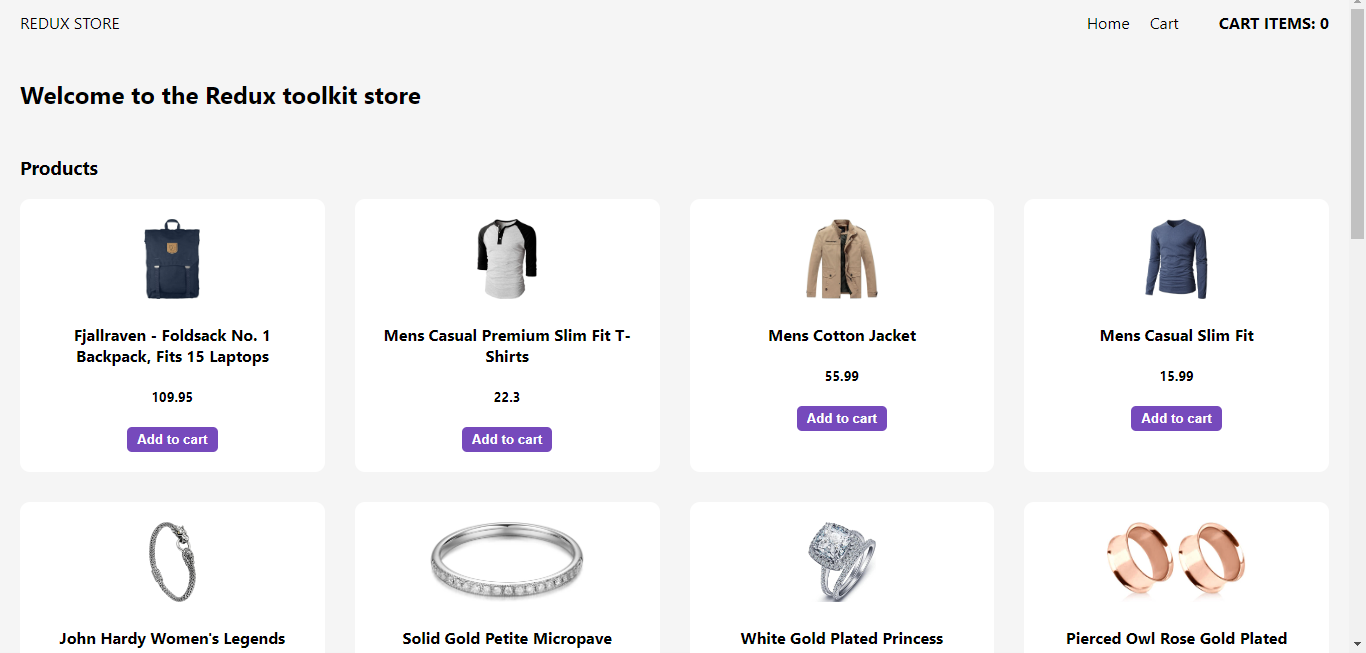 REDUX STORE
Home
Cart
CART ITEMS: 0
Welcome to the Redux toolkit store
Products
Fjallraven - Foldsack No. 1
Backpack, Fits 15 Laptops
109.95
Add to cart
Mens Casual Premium Slim Fit T-
Shirts
22.3
Add to cart
Mens Cotton Jacket
55.99
Add to cart
Mens Casual Slim Fit
15.99
Add to cart
John Hardy Women's Legends
Solid Gold Petite Micropave
White Gold Plated Princess
Pierced Owl Rose Gold Plated